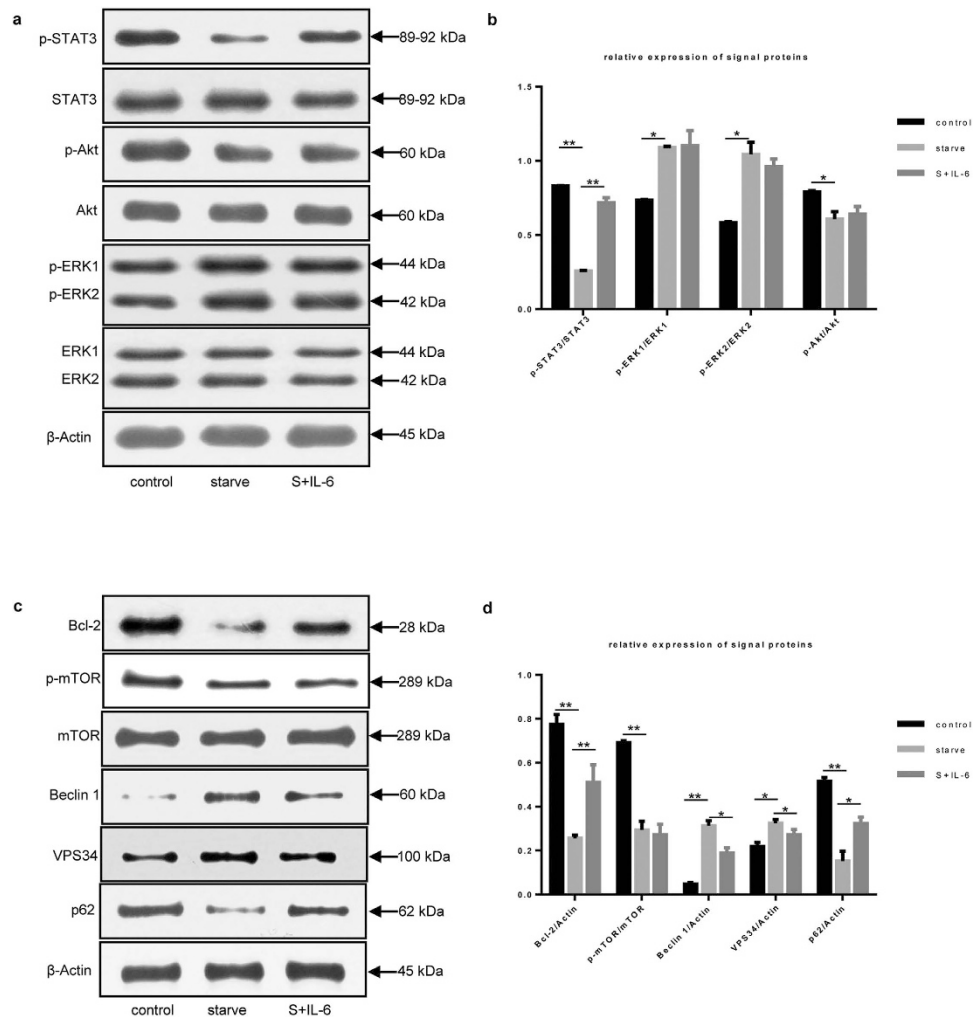 a
p-STAT3
89-92 kDa
STAT3
89-92 kDa
p-Akt
60 kDa
Akt
60 kDa
p-ERK1
44 kDa
p-ERK2
42 kDa
ERK1
44 kDa
ERK2
42 kDa
β-Actin
45 kDa
control starve S+IL-6
b
relative expression of signal proteins
1.5
1.0
0.5
0.0
** ** * * *
p-STAT3/STAT3
p-ERK1/ERK1
p-ERK2/ERK2
p-Akt/Akt
control
starve
S+IL-6
c
Bcl-2
28 kDa
p-mTOR
289 kDa
mTOR
289 kDa
Beclin 1
60 kDa
VPS34
100 kDa
p62
62 kDa
β-Actin
45 kDa
control starve S+IL-6
d
relative expression of signal proteins
1.0
0.8
0.6
0.4
0.2
0.0
** ** ** ** * * * ** *
Bcl-2/Actin
p-mTOR/mTOR
Beclin 1/Actin
VPS34/Actin
p62/Actin
control
starve
S+IL-6